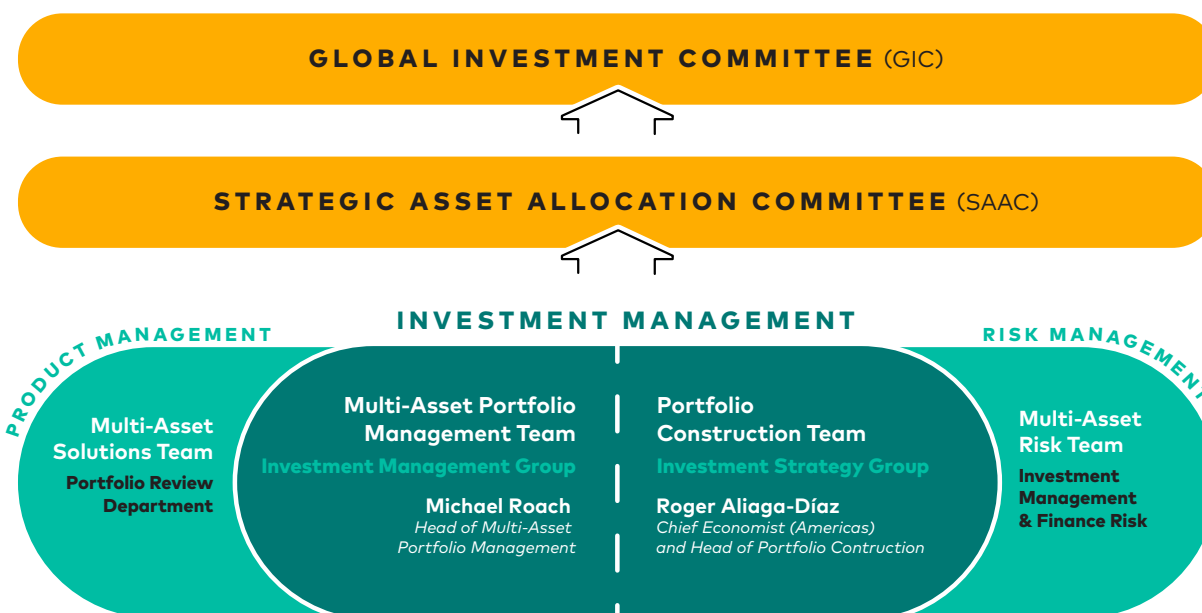 GLOBAL INVESTMENT COMMITTEE (GIC)
STRATEGIC ASSET ALLOCATION COMMITTEE (SAAC)
INVESTMENT MANAGEMENT
PRODUCT MANAGEMENT
Multi-Asset
Solutions Team
Portfolio Review
Department
Multi-Asset Portfolio
Management Team
Investment Management Group
Michael Roach
Head of Multi-Asset
Portfolio Management
Portfolio
Construction Team
Investment Strategy Group
Roger Aliaga-Díaz
Chief Economist (Americas)
and Head of Portfolio Contruction
RISK MANAGEMENT
Multi-Asset
Risk Team
Investment
Management
& Finance Risk